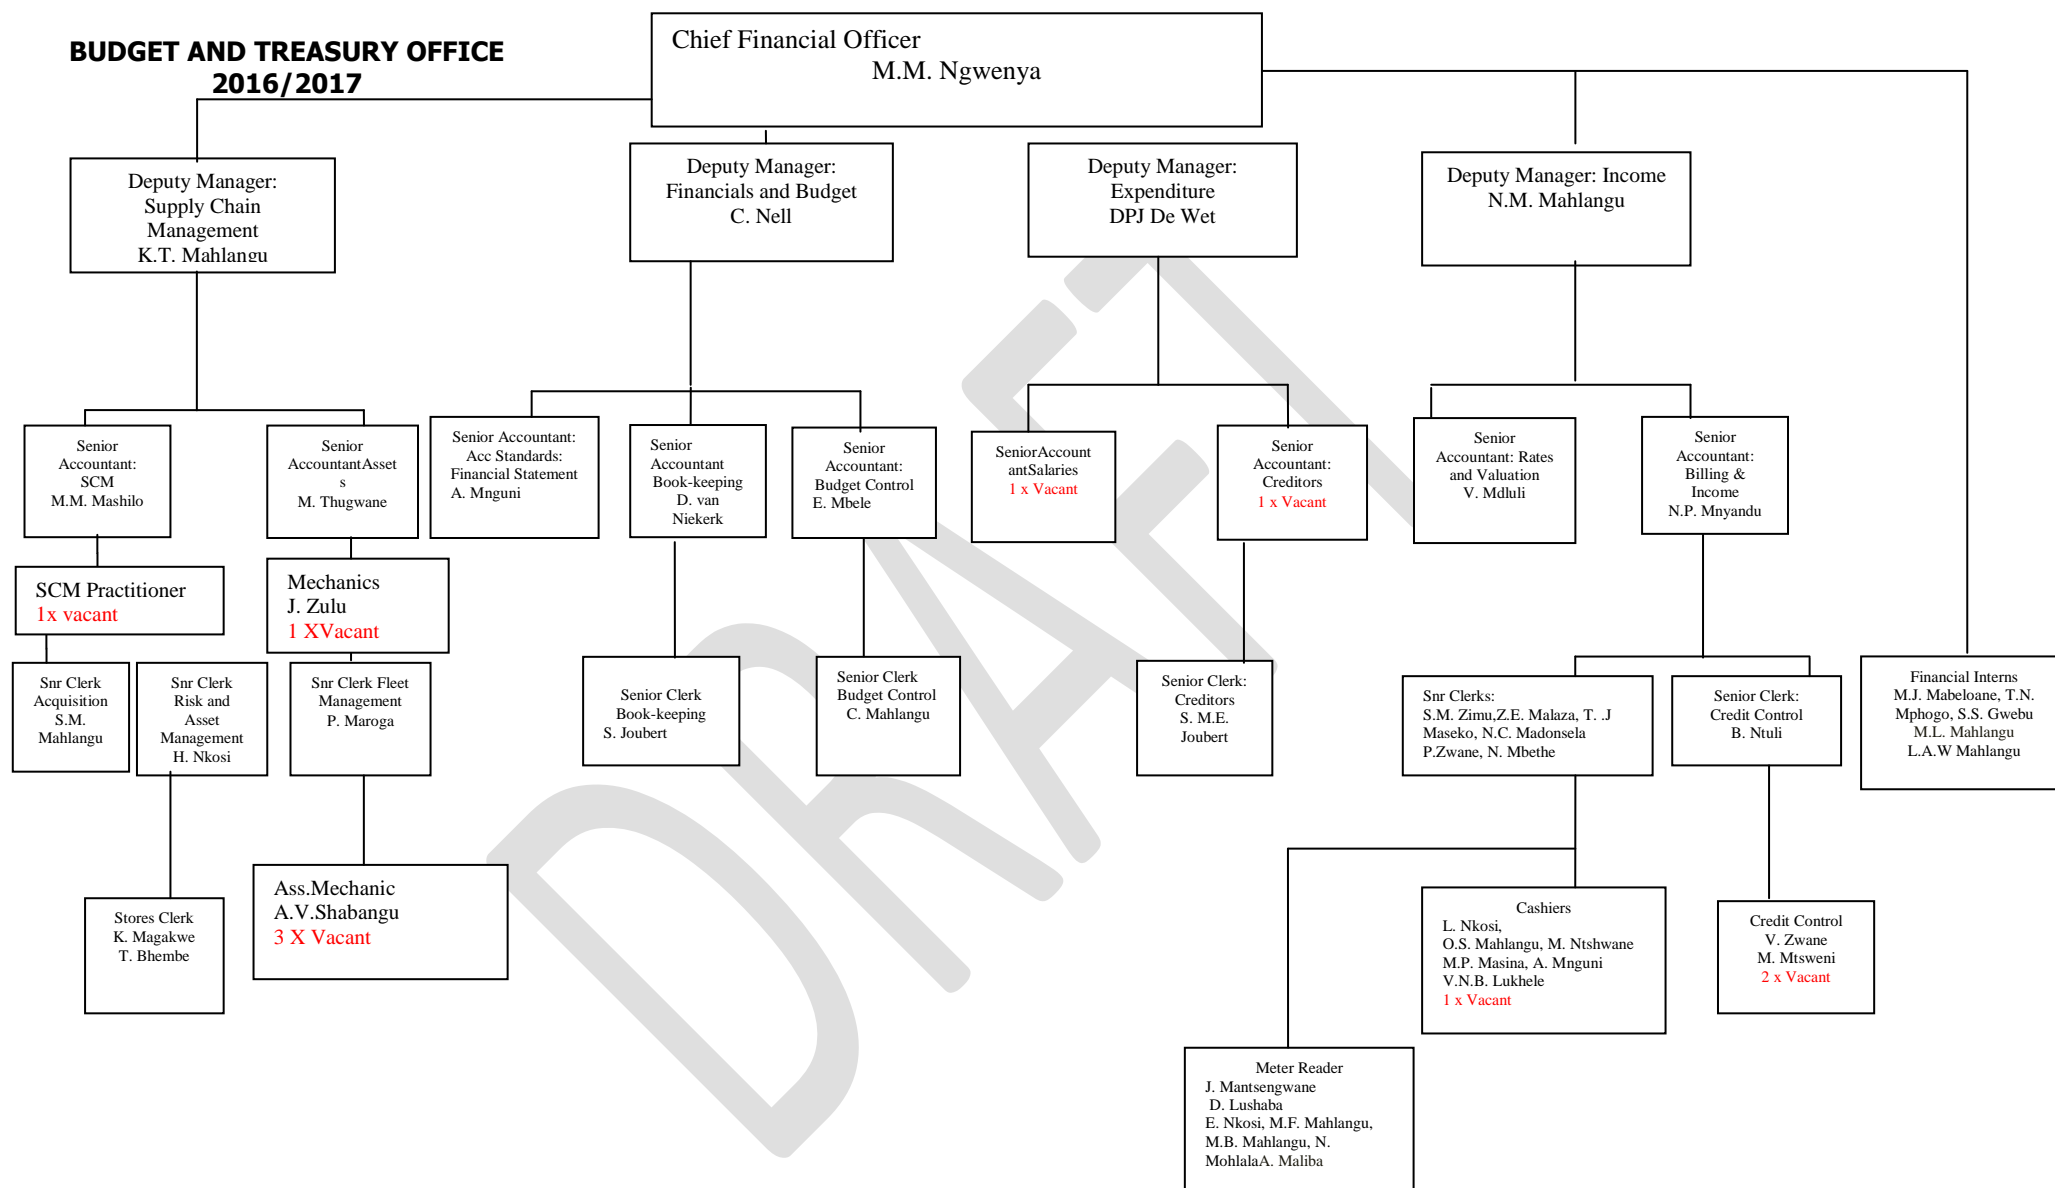 BUDGET AND TREASURY OFFICE
2016/2017
Chief Financial Officer
M.M. Ngwenya
Deputy Manager:
Supply Chain
Management
K.T. Mahlangu
Deputy Manager:
Financials and Budget
C. Nell
Deputy Manager:
Expenditure
DPJ De Wet
Deputy Manager: Income
N.M. Mahlangu
Senior
Accountant:
SCM
M.M. Mashilo
Senior
AccountantAsset
s
M. Thugwane
Senior Accountant:
Acc Standards:
Financial Statement
A. Mnguni
Senior
Accountant
Book-keeping
D. van
Niekerk
Senior
Accountant:
Budget Control
E. Mbele
SeniorAccount
antSalaries
1 x Vacant
Senior
Accountant:
Creditors
1 x Vacant
Senior
Accountant: Rates
and Valuation
V. Mdluli
Senior
Accountant:
Billing &
Income
N.P. Mnyandu
SCM Practitioner
1x vacant
Mechanics
J. Zulu
1 XVacant
Snr Clerk
Acquisition
S.M.
Mahlangu
Snr Clerk
Risk and
Asset
Management
H. Nkosi
Snr Clerk Fleet
Management
P. Maroga
Senior Clerk
Book-keeping
S. Joubert
Senior Clerk
Budget Control
C. Mahlangu
Senior Clerk:
Creditors
S. M.E.
Joubert
Snr Clerks:
S.M. Zimu,Z.E. Malaza, T. .J
Maseko, N.C. Madonsela
P.Zwane, N. Mbethe
Senior Clerk:
Credit Control
B. Ntuli
Financial Interns
M.J. Mabeloane, T.N.
Mphogo, S.S. Gwebu
M.L. Mahlangu
L.A.W Mahlangu
Stores Clerk
K. Magakwe
T. Bhembe
Ass.Mechanic
A.V.Shabangu
3 X Vacant
Cashiers
L. Nkosi,
O.S. Mahlangu, M. Ntshwane
M.P. Masina, A. Mnguni
V.N.B. Lukhele
1 x Vacant
Credit Control
V. Zwane
M. Mtsweni
2 x Vacant
Meter Reader
J. Mantsengwane
D. Lushaba
E. Nkosi, M.F. Mahlangu,
M.B. Mahlangu, N.
MohlalaA. Maliba
DRAFT